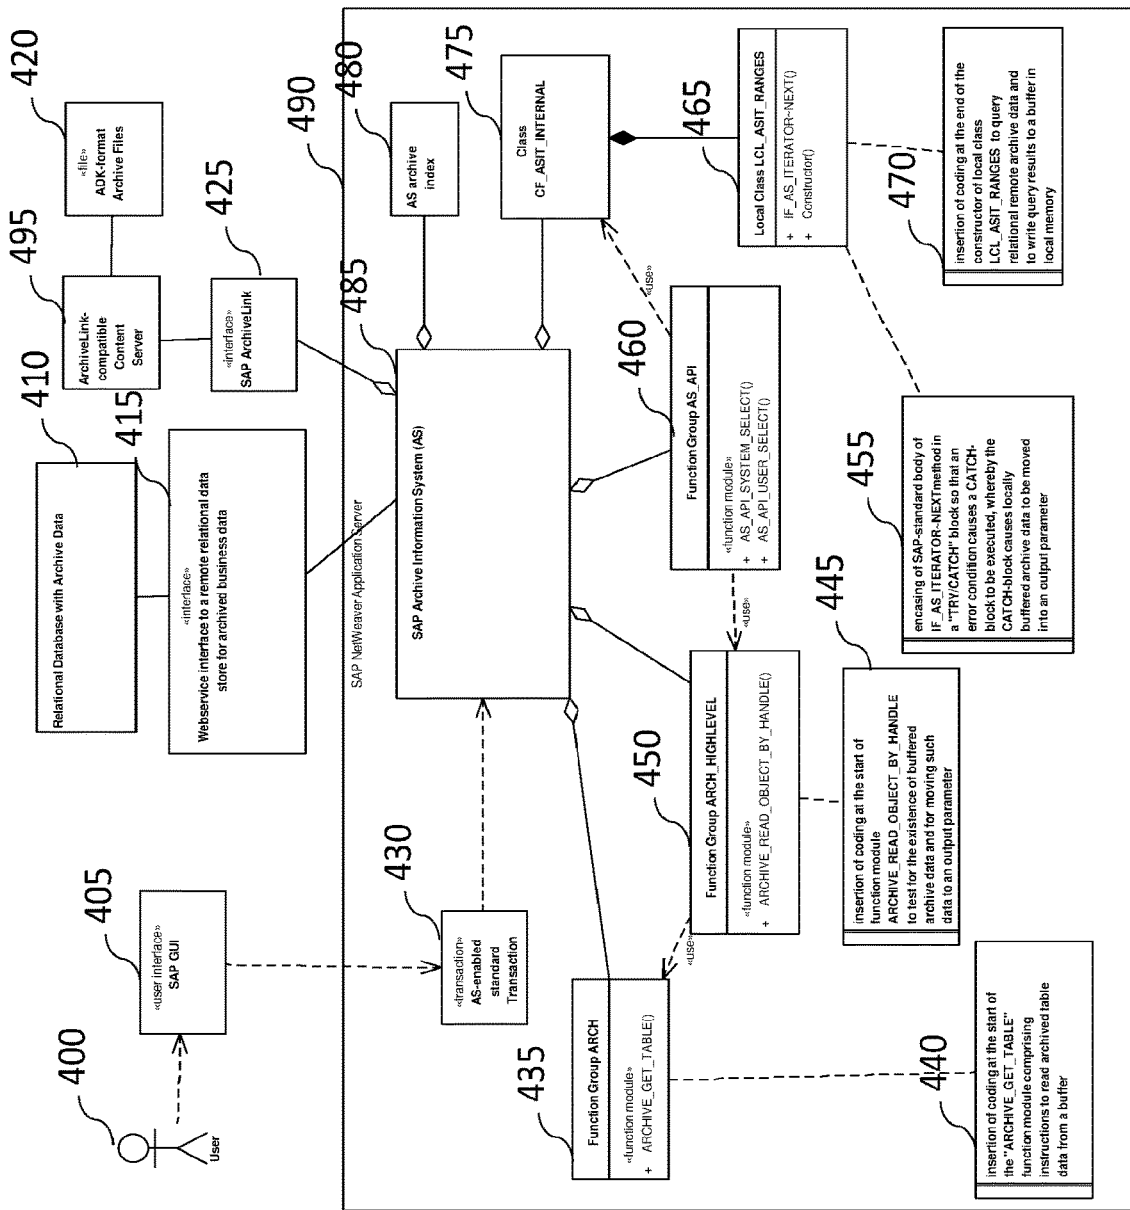 400
User
405
«user interface»
SAP GUI
410
Relational Database with Archive Data
415
«interface»
Webservice interface to a remote relational data
store for archived business data
495
ArchiveLink-
compatible
Content
Server
420
«file»
ADK-format
Archive Files
425
«interface»
SAP ArchiveLink
490
SAP NetWeaver Application Server
430
«transaction»
AS-enabled
standard
Transaction
485
SAP Archive Information System (AS)
480
AS archive
index
475
Class
CF_ASIT_INTERNAL
435
Function Group ARCH
«function module»
+ ARCHIVE_GET_TABLE()
«use»
450
Function Group ARCH_HIGHLEVEL
«function module»
+ ARCHIVE_READ_OBJECT_BY_HANDLE()
«use»
460
Function Group AS_API
«function module»
+ AS_API_SYSTEM_SELECT()
+ AS_API_USER_SELECT()
«use»
465
Local Class LCL_ASIT_RANGES
+ IF_AS_ITERATOR~NEXT()
+ Constructor()
440
insertion of coding at the start of
the "ARCHIVE_GET_TABLE"
function module comprising
instructions to read archived table
data from a buffer
445
insertion of coding at the start of
function module
ARCHIVE_READ_OBJECT_BY_HANDLE
to test for the existence of buffered
archive data and for moving such
data to an output parameter
455
encasing of SAP-standard body of
IF_AS_ITERATOR~NEXTmethod in
a "TRY/CATCH" block so that an
error condition causes a CATCH-
block to be executed, whereby the
CATCH-block causes locally
buffered archive data to be moved
into an output parameter
470
insertion of coding at the end of the
constructor of local class
LCL_ASIT_RANGES to query
relational remote archive data and
to write query results to a buffer in
local memory